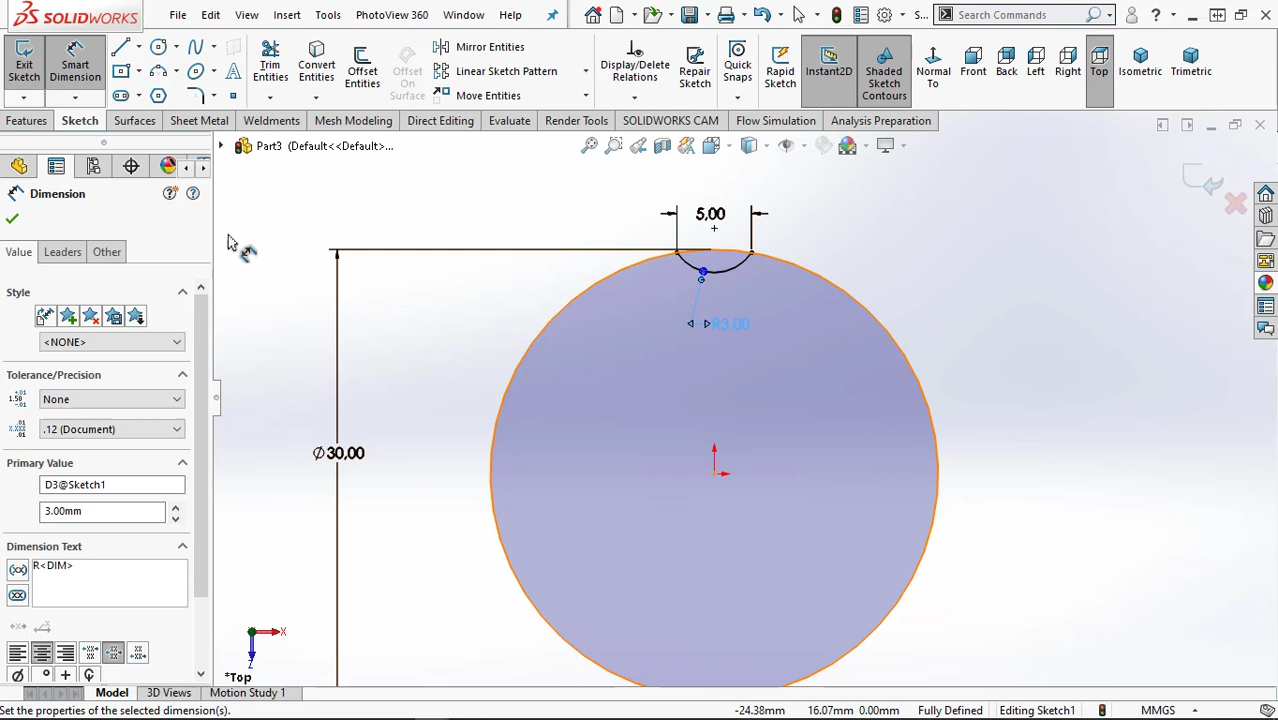 SOLIDWORKS
File
Edit
View
Insert
Tools
PhotoView 360
Window
Help
S...
Search Commands
?
Exit Sketch
Smart Dimension
Trim Entities
Convert Entities
Offset Entities
Offset On Surface
Mirror Entities
Linear Sketch Pattern
Move Entities
Display/Delete Relations
Repair Sketch
Quick Snaps
Rapid Sketch
Instant2D
Shaded Sketch Contours
Normal To
Front
Back
Left
Right
Top
Isometric
Trimetric
Features
Sketch
Surfaces
Sheet Metal
Weldments
Mesh Modeling
Direct Editing
Evaluate
Render Tools
SOLIDWORKS CAM
Flow Simulation
Analysis Preparation
Part3 (Default<<Default>...
Dimension
Value
Leaders
Other
Style
<NONE>
Tolerance/Precision
None
.12 (Document)
Primary Value
D3@Sketch1
3.00mm
Dimension Text
R<DIM>
5,00
R3,00
Ø30,00
X
Z
*Top
Model
3D Views
Motion Study 1
Set the properties of the selected dimension(s).
-24.38mm
16.07mm
0.00mm
Fully Defined
Editing Sketch1
MMGS